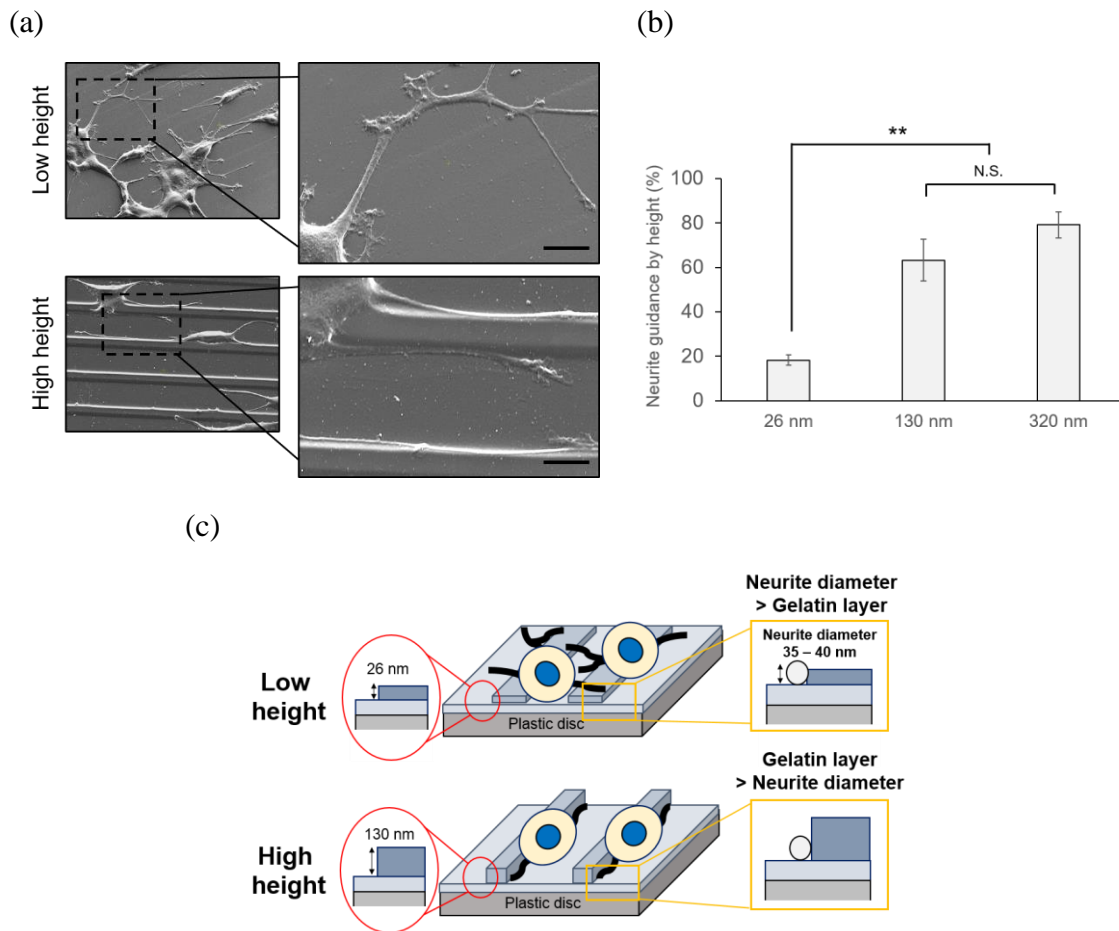 (a)
(b)
Low height
High height
**
N.S.
Neurite guidance by height (%)
100
80
60
40
20
0
26 nm
130 nm
320 nm
(c)
Neurite diameter
> Gelatin layer
Neurite diameter
35 – 40 nm
26 nm
Low
height
Plastic disc
Gelatin layer
> Neurite diameter
130 nm
High
height
Plastic disc